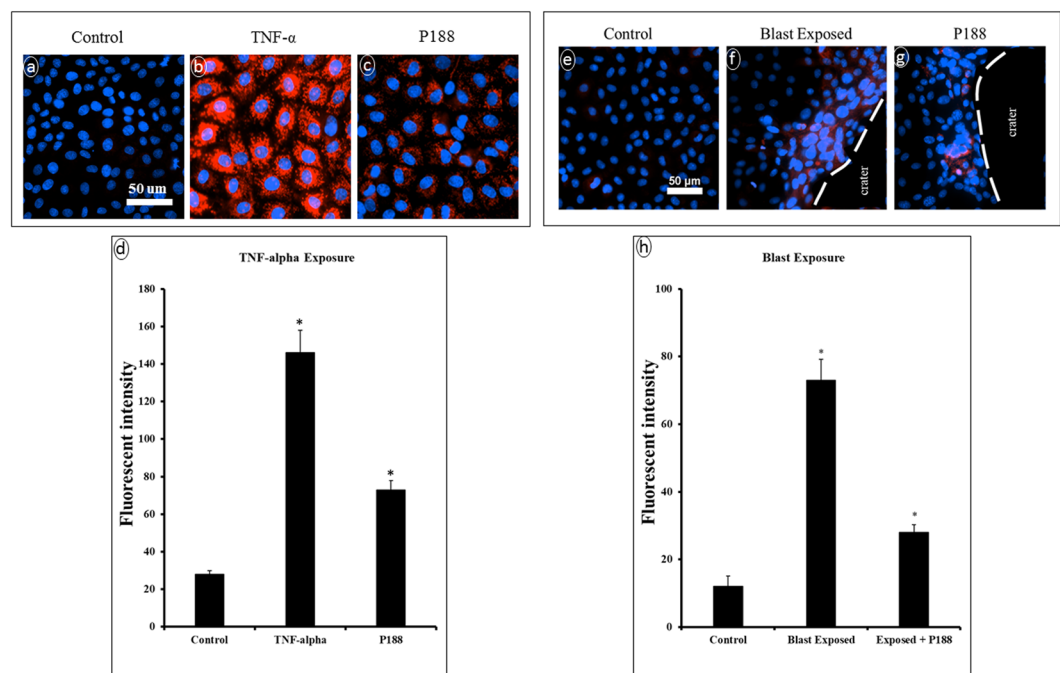 Control TNF-α P188
a b c
50 um
Control Blast Exposed P188
e f g
50 µm
crater
crater
d
TNF-alpha Exposure
Fluorescent intensity
180
160
140
120
100
80
60
40
20
0
*
*
Control TNF-alpha P188
h
Blast Exposure
Fluorescent intensity
100
80
60
40
20
0
*
*
Control Blast Exposed Exposed + P188